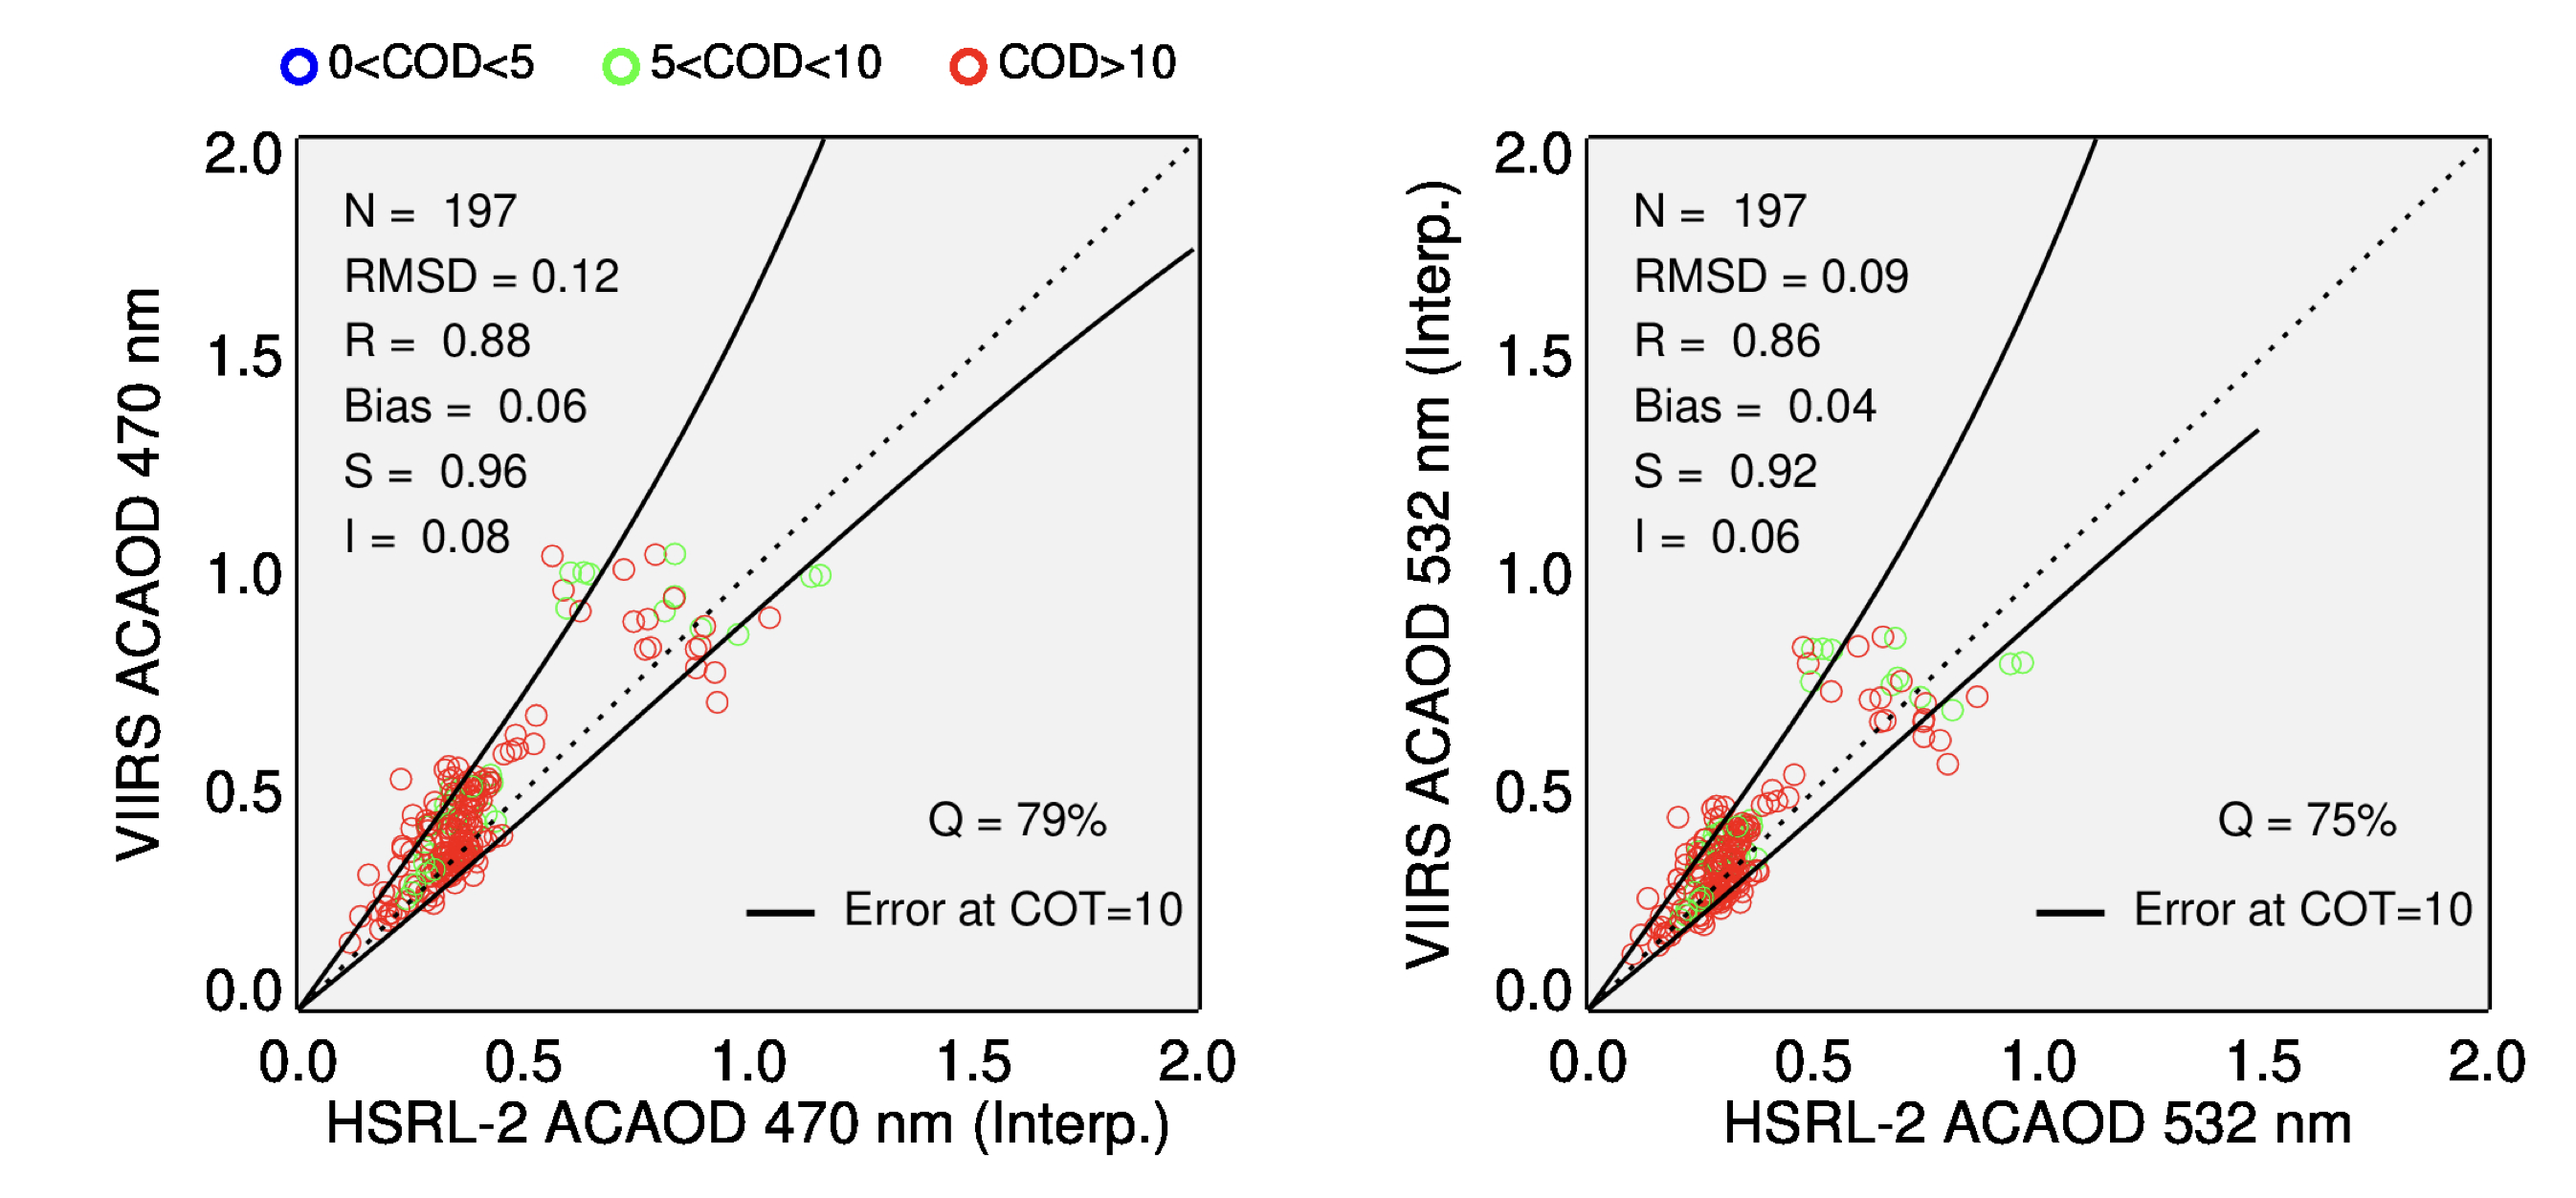 0<COD<5 5<COD<10 COD>10
VIIRS ACAOD 470 nm
2.0
1.5
1.0
0.5
0.0
N = 197
RMSD = 0.12
R = 0.88
Bias = 0.06
S = 0.96
I = 0.08
Q = 79%
Error at COT=10
0.0 0.5 1.0 1.5 2.0
HSRL-2 ACAOD 470 nm (Interp.)
VIIRS ACAOD 532 nm (Interp.)
2.0
1.5
1.0
0.5
0.0
N = 197
RMSD = 0.09
R = 0.86
Bias = 0.04
S = 0.92
I = 0.06
Q = 75%
Error at COT=10
0.0 0.5 1.0 1.5 2.0
HSRL-2 ACAOD 532 nm